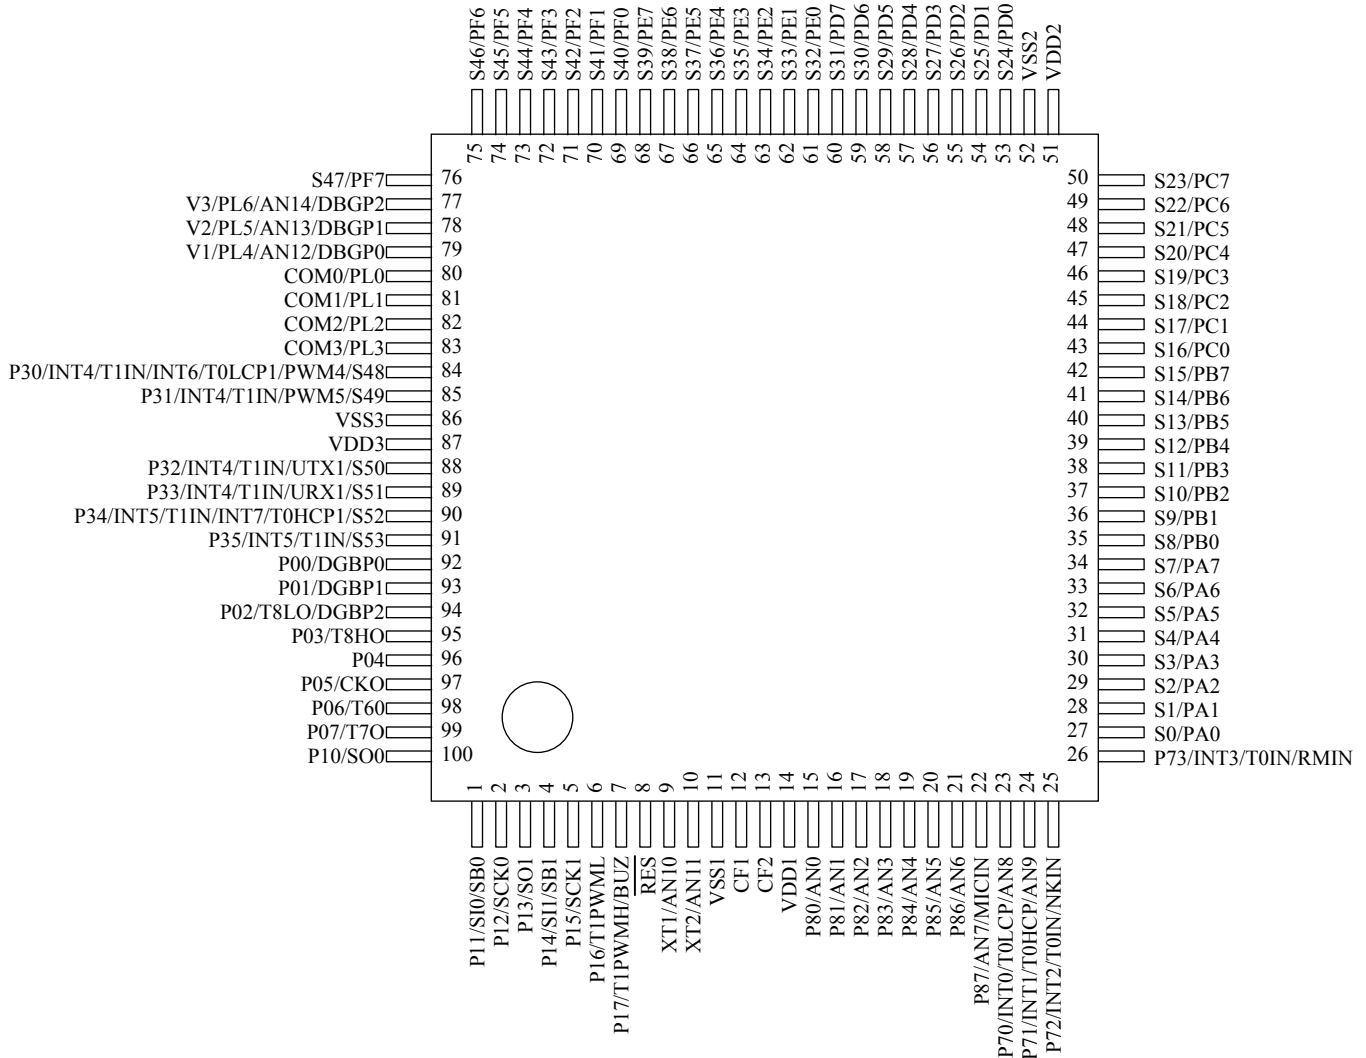 S46/PF6
S45/PF5
S44/PF4
S43/PF3
S42/PF2
S41/PF1
S40/PF0
S39/PE7
S38/PE6
S37/PE5
S36/PE4
S35/PE3
S34/PE2
S33/PE1
S32/PE0
S31/PD7
S30/PD6
S29/PD5
S28/PD4
S27/PD3
S26/PD2
S25/PD1
S24/PD0
VSS2
VDD2
75
74
73
72
71
70
69
68
67
66
65
64
63
62
61
60
59
58
57
56
55
54
53
52
51
S47/PF7 76
V3/PL6/AN14/DBGP2 77
V2/PL5/AN13/DBGP1 78
V1/PL4/AN12/DBGP0 79
COM0/PL0 80
COM1/PL1 81
COM2/PL2 82
COM3/PL3 83
P30/INT4/T1IN/INT6/T0LCP1/PWM4/S48 84
P31/INT4/T1IN/PWM5/S49 85
VSS3 86
VDD3 87
P32/INT4/T1IN/UTX1/S50 88
P33/INT4/T1IN/URX1/S51 89
P34/INT5/T1IN/INT7/T0HCP1/S52 90
P35/INT5/T1IN/S53 91
P00/DGBP0 92
P01/DGBP1 93
P02/T8LO/DGBP2 94
P03/T8HO 95
P04 96
P05/CKO 97
P06/T60 98
P07/T7O 99
P10/SO0 100
50 S23/PC7
49 S22/PC6
48 S21/PC5
47 S20/PC4
46 S19/PC3
45 S18/PC2
44 S17/PC1
43 S16/PC0
42 S15/PB7
41 S14/PB6
40 S13/PB5
39 S12/PB4
38 S11/PB3
37 S10/PB2
36 S9/PB1
35 S8/PB0
34 S7/PA7
33 S6/PA6
32 S5/PA5
31 S4/PA4
30 S3/PA3
29 S2/PA2
28 S1/PA1
27 S0/PA0
26 P73/INT3/T0IN/RMIN
1
2
3
4
5
6
7
8
9
10
11
12
13
14
15
16
17
18
19
20
21
22
23
24
25
P11/SI0/SB0
P12/SCK0
P13/SO1
P14/SI1/SB1
P15/SCK1
P16/T1PWML
P17/T1PWMH/BUZ
RES
XT1/AN10
XT2/AN11
VSS1
CF1
CF2
VDD1
P80/AN0
P81/AN1
P82/AN2
P83/AN3
P84/AN4
P85/AN5
P86/AN6
P87/AN7/MICIN
P70/INT0/T0LCP/AN8
P71/INT1/T0HCP/AN9
P72/INT2/T0IN/NKIN